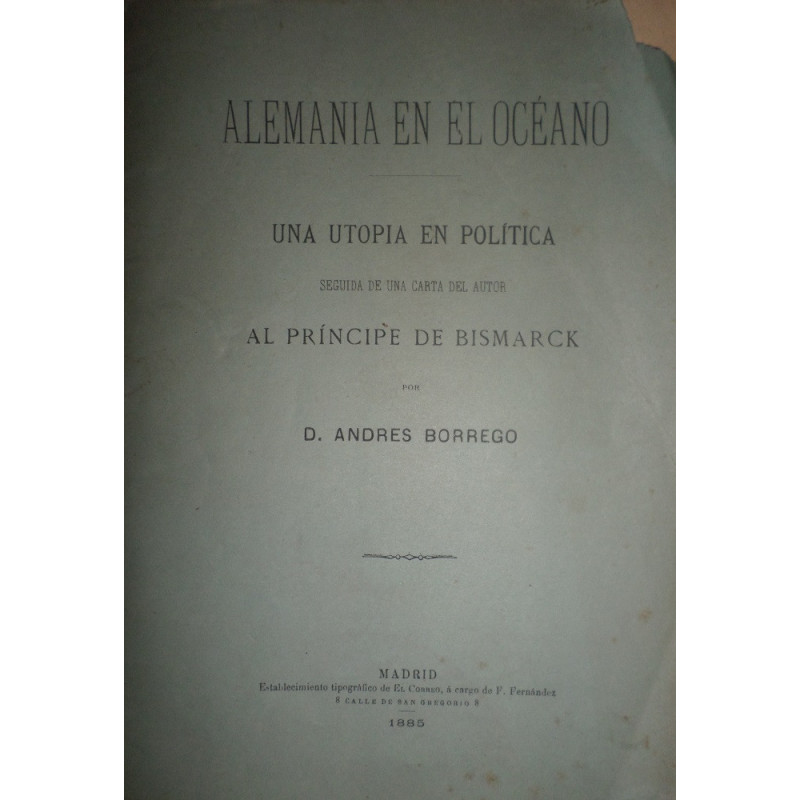 ALEMANIA EN EL OCÉANO
UNA UTOPIA EN POLÍTICA
SEGUIDA DE UNA CARTA DEL AUTOR
AL PRÍNCIPE DE BISMARCK
POR
D. ANDRES BORREGO
MADRID
Establecimiento tipográfico de EL CORREO, á cargo de F. Fernández
8 CALLE DE SAN GREGORIO 8
1885